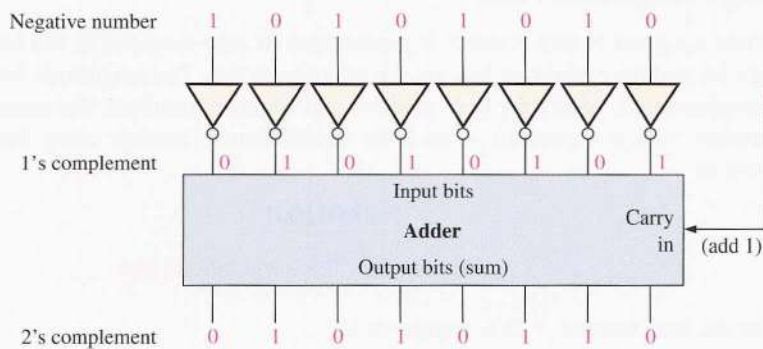 Negative number 1 0 1 0 1 0 1 0
1's complement 0 1 0 1 0 1 0 1
Input bits
Carry
in
(add 1)
Adder
Output bits (sum)
2's complement 0 1 0 1 0 1 1 0